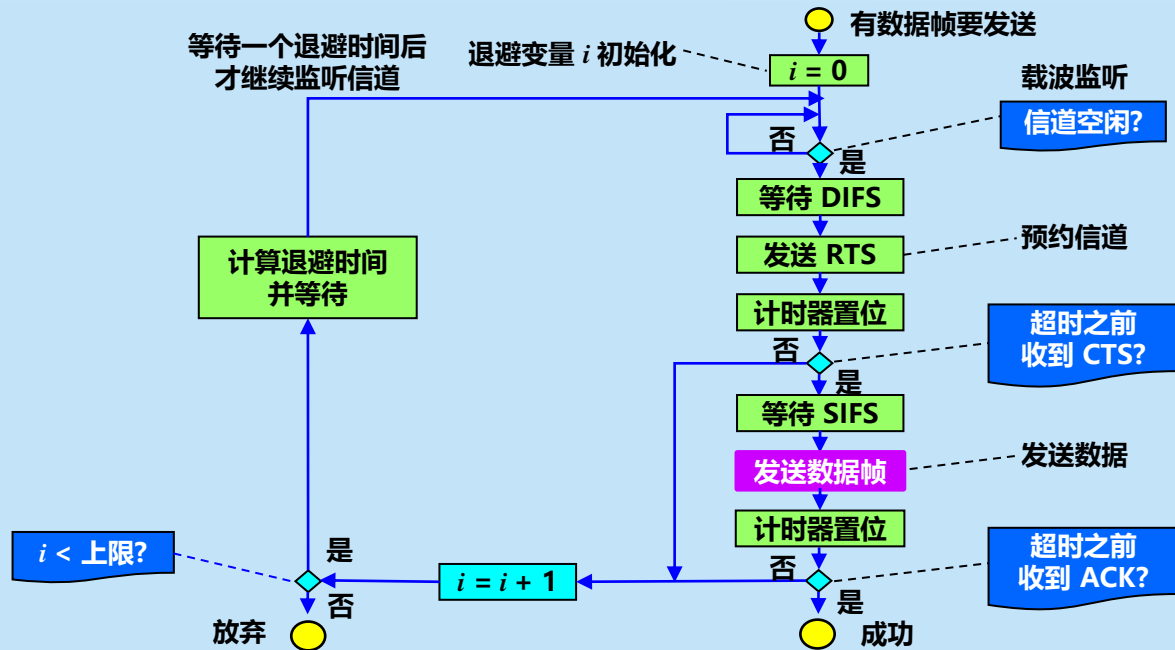 有数据帧要发送
等待一个退避时间后
才继续监听信道
退避变量 i 初始化
i = 0
载波监听
信道空闲?
否
是
等待 DIFS
发送 RTS
预约信道
计算退避时间
并等待
计时器置位
超时之前
收到 CTS?
否
是
等待 SIFS
发送数据帧
发送数据
计时器置位
i < 上限?
是
i = i + 1
否
超时之前
收到 ACK?
否
是
放弃
成功